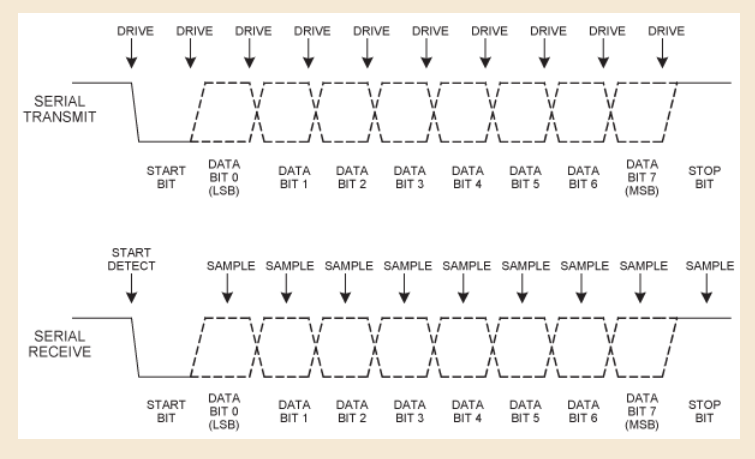 DRIVE DRIVE DRIVE DRIVE DRIVE DRIVE DRIVE DRIVE DRIVE DRIVE
SERIAL
TRANSMIT
START
BIT
DATA
BIT 0
(LSB)
DATA
BIT 1
DATA
BIT 2
DATA
BIT 3
DATA
BIT 4
DATA
BIT 5
DATA
BIT 6
DATA
BIT 7
(MSB)
STOP
BIT
START
DETECT
SAMPLE SAMPLE SAMPLE SAMPLE SAMPLE SAMPLE SAMPLE SAMPLE SAMPLE
SERIAL
RECEIVE
START
BIT
DATA
BIT 0
(LSB)
DATA
BIT 1
DATA
BIT 2
DATA
BIT 3
DATA
BIT 4
DATA
BIT 5
DATA
BIT 6
DATA
BIT 7
(MSB)
STOP
BIT